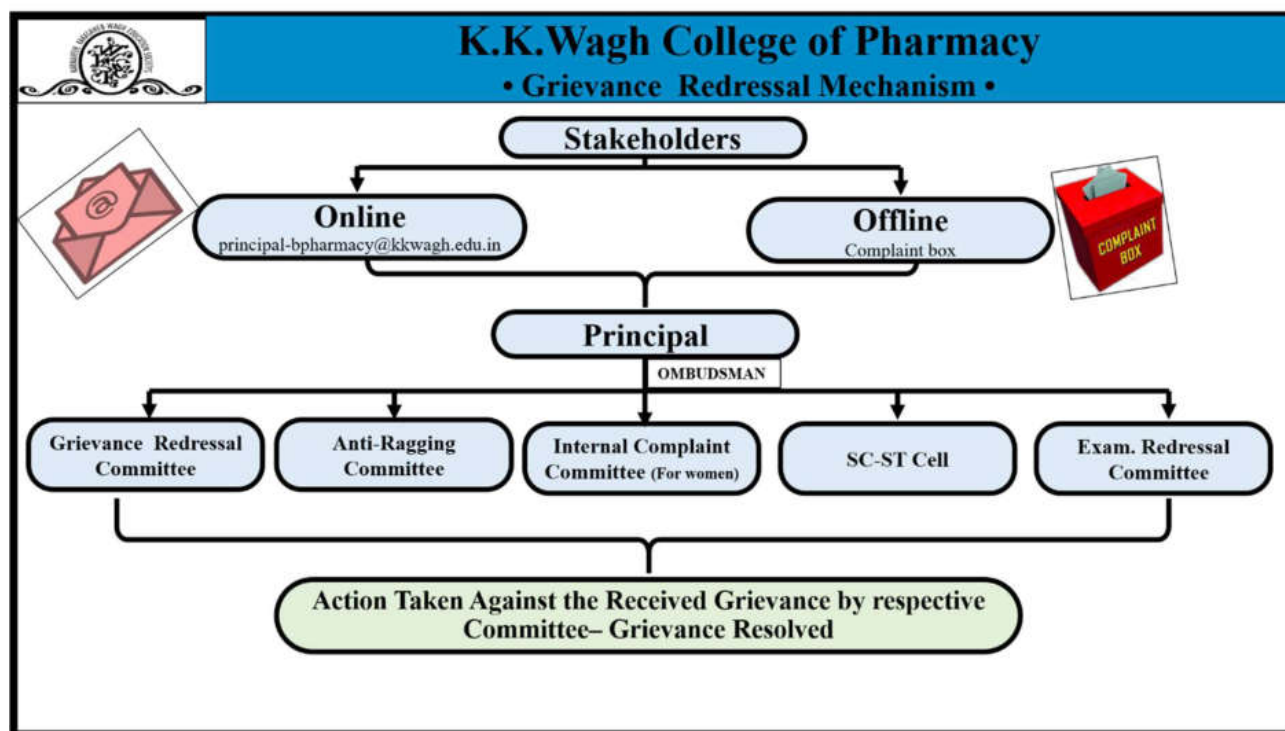 K.K.Wagh College of Pharmacy
• Grievance Redressal Mechanism •
Stakeholders
@
Online
principal-bpharmacy@kkwagh.edu.in
Offline
Complaint box
COMPLAINT
BOX
Principal
OMBUDSMAN
Grievance Redressal
Committee
Anti-Ragging
Committee
Internal Complaint
Committee (For women)
SC-ST Cell
Exam. Redressal
Committee
Action Taken Against the Received Grievance by respective
Committee– Grievance Resolved